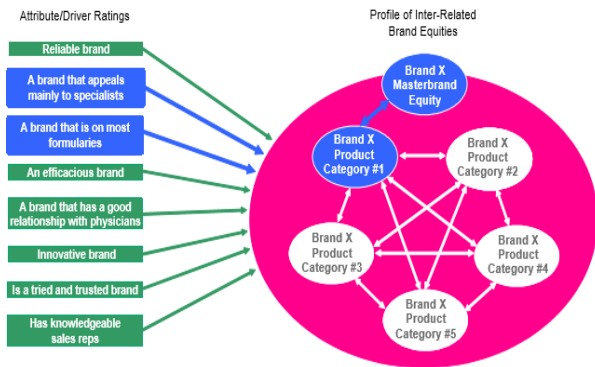 Attribute/Driver Ratings
Profile of Inter-Related
Brand Equities
Reliable brand
A brand that appeals
mainly to specialists
A brand that is on most
formularies
An efficacious brand
A brand that has a good
relationship with physicians
Innovative brand
Is a tried and trusted brand
Has knowledgeable
sales reps
Brand X
Masterbrand
Equity
Brand X
Product
Category #1
Brand X
Product
Category #2
Brand X
Product
Category #3
Brand X
Product
Category #4
Brand X
Product
Category #5